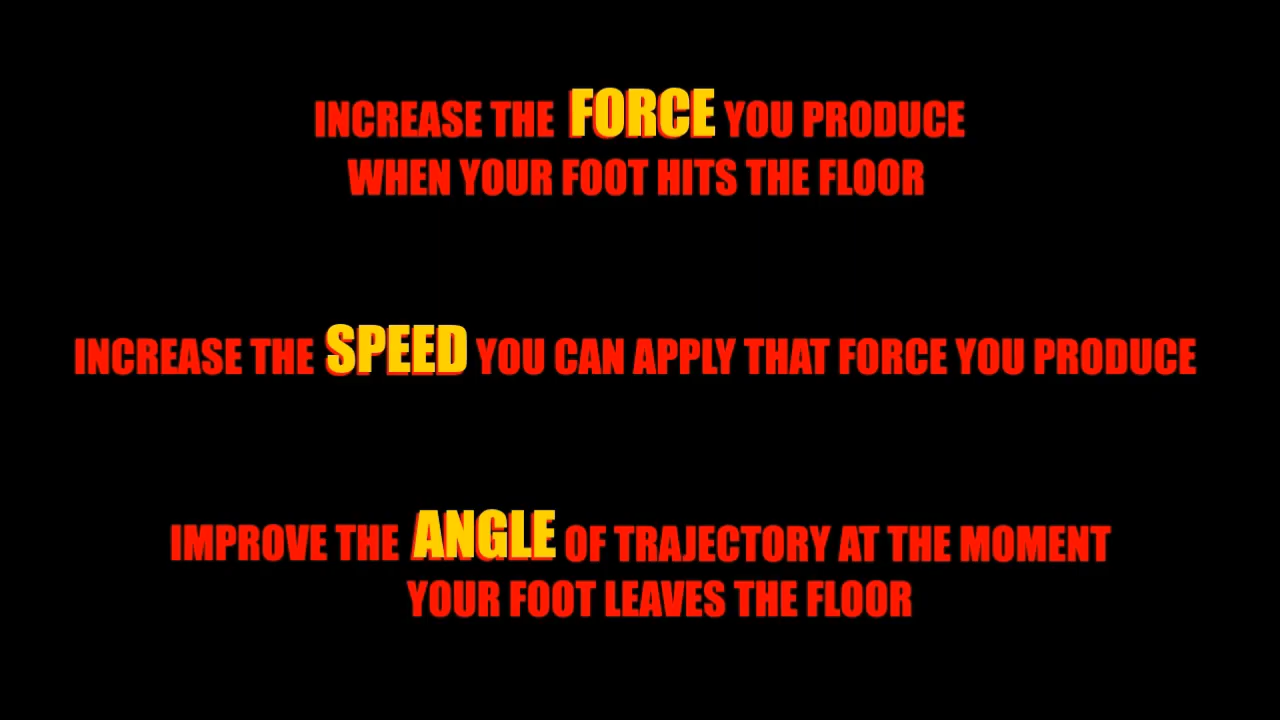 INCREASE THE FORCE YOU PRODUCE
WHEN YOUR FOOT HITS THE FLOOR
INCREASE THE SPEED YOU CAN APPLY THAT FORCE YOU PRODUCE
IMPROVE THE ANGLE OF TRAJECTORY AT THE MOMENT
YOUR FOOT LEAVES THE FLOOR